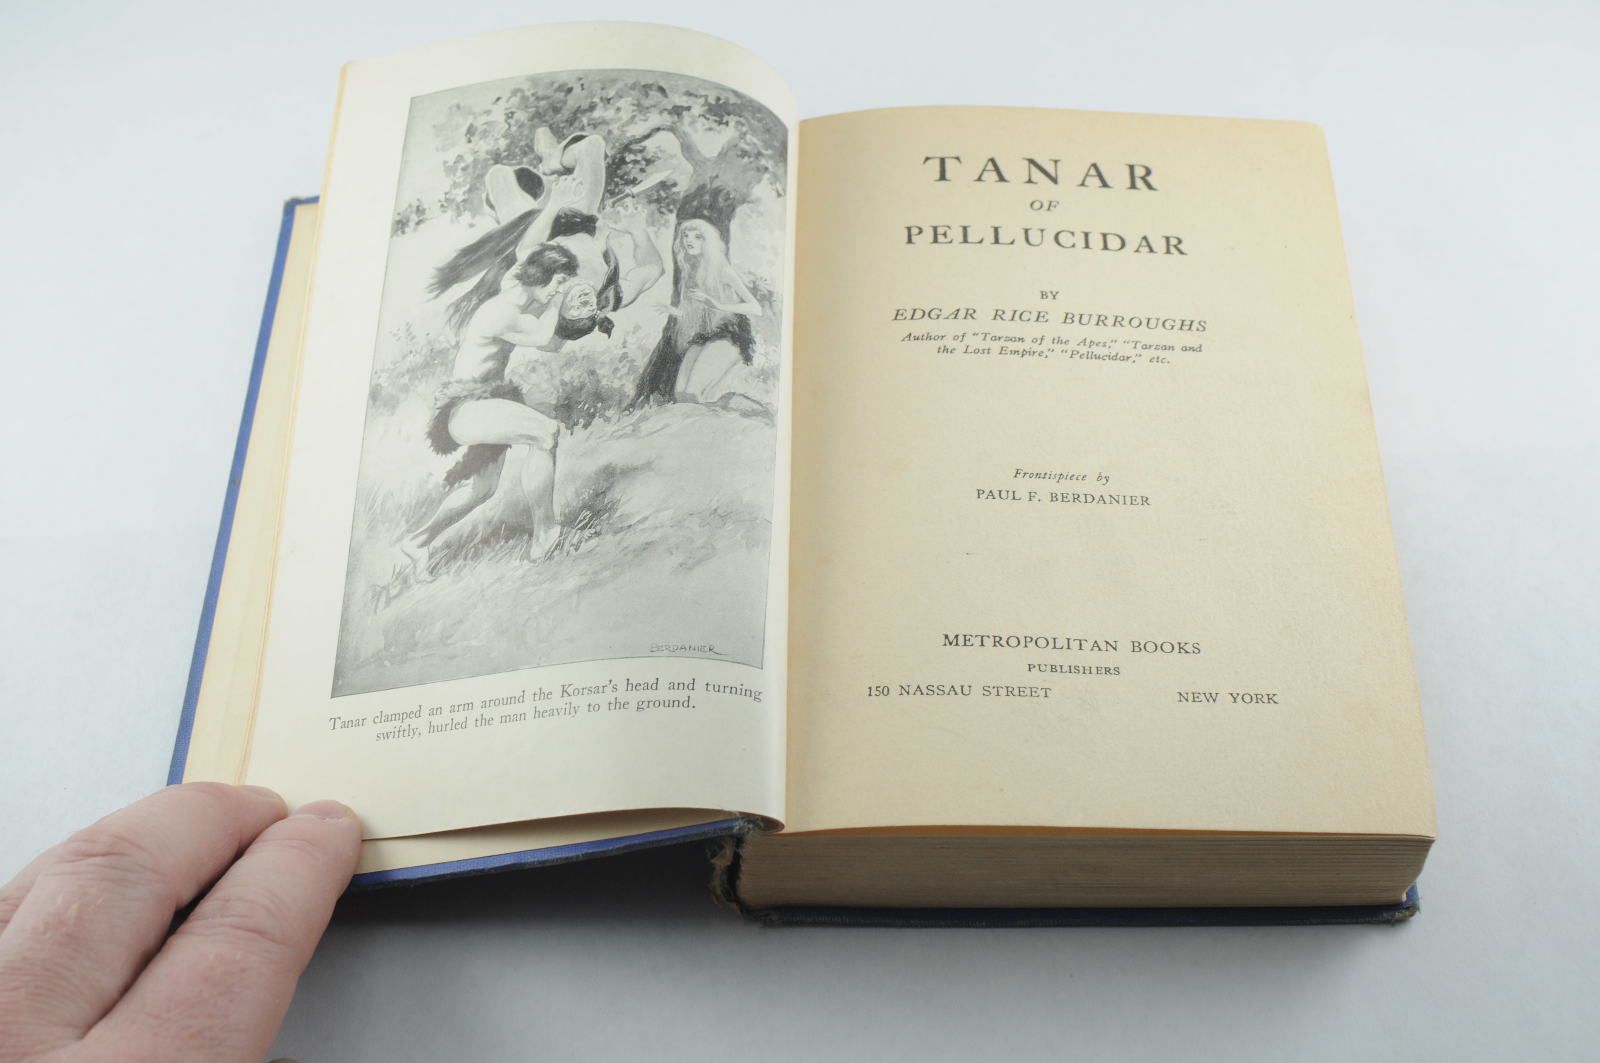 BERDANIER
Tanar clamped an arm around the Korsar's head and turning
swiftly, hurled the man heavily to the ground.
TANAR
OF
PELLUCIDAR
BY
EDGAR RICE BURROUGHS
Author of "Tarzan of the Apes," "Tarzan and
the Lost Empire," "Pellucidar," etc.
Frontispiece by
PAUL F. BERDANIER
METROPOLITAN BOOKS
PUBLISHERS
150 NASSAU STREET NEW YORK